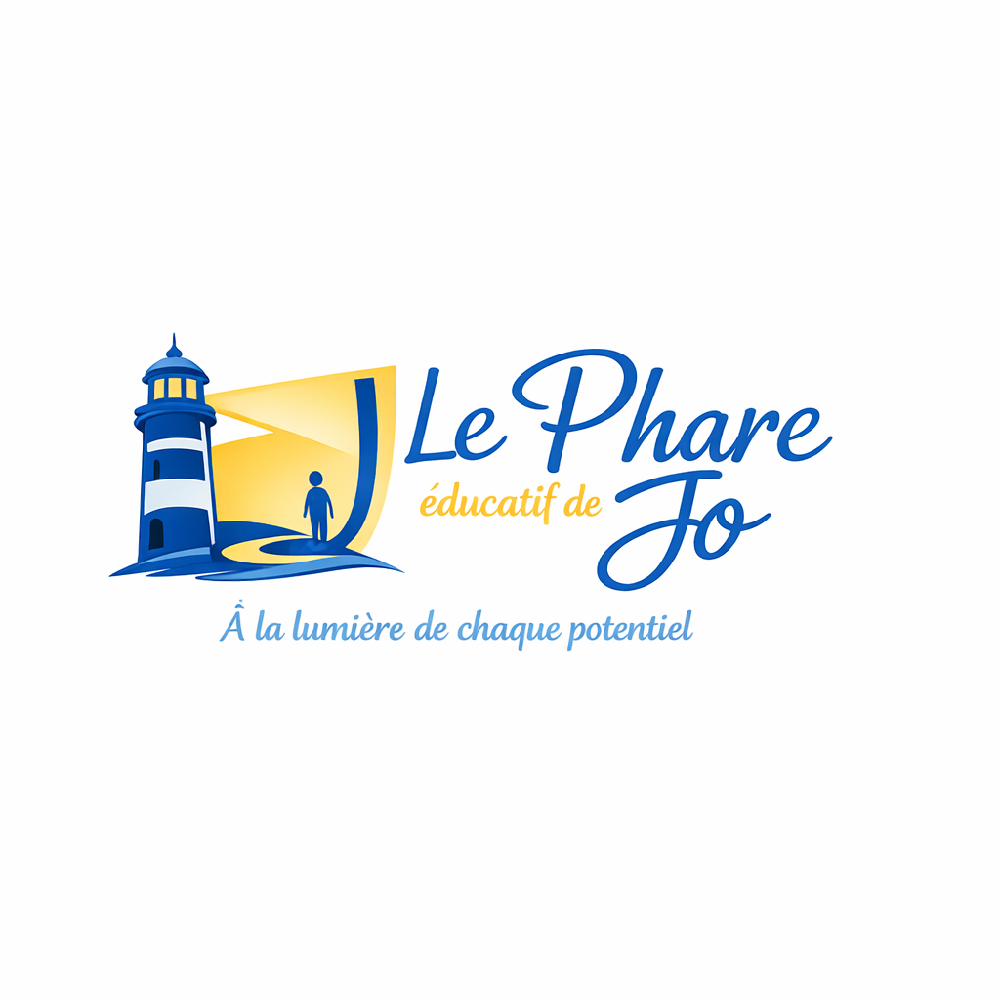 Le Phare
éducatif de Jo
Â la lumière de chaque potentiel